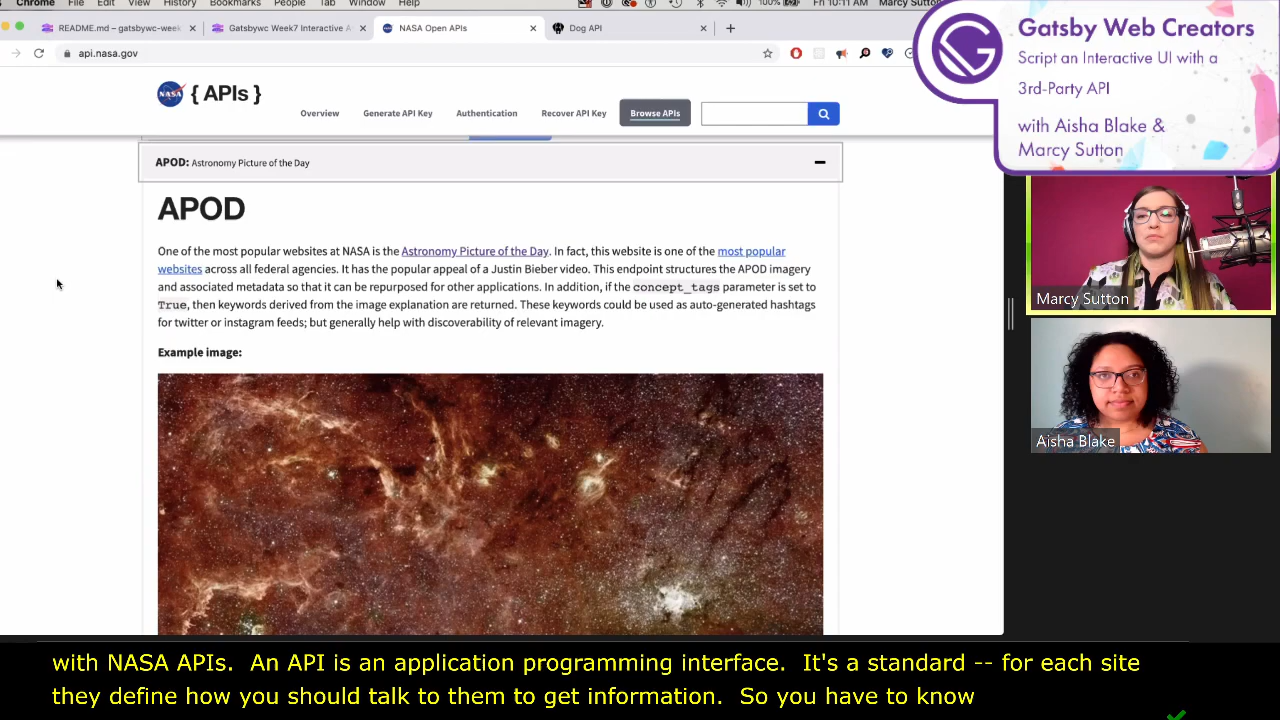 Chrome File Edit View History Bookmarks People Tab Window Help 100% Fri 10:11 AM Marcy Sutton
README.md – gatsbywc-week × Gatsbywc Week7 Interactive A × NASA Open APIs × Dog API × +
api.nasa.gov
NASA { APIs }
Overview Generate API Key Authentication Recover API Key Browse APIs
APOD: Astronomy Picture of the Day
APOD
One of the most popular websites at NASA is the Astronomy Picture of the Day. In fact, this website is one of the most popular
websites across all federal agencies. It has the popular appeal of a Justin Bieber video. This endpoint structures the APOD imagery
and associated metadata so that it can be repurposed for other applications. In addition, if the concept_tags parameter is set to
True, then keywords derived from the image explanation are returned. These keywords could be used as auto-generated hashtags
for twitter or instagram feeds; but generally help with discoverability of relevant imagery.
Example image:
Gatsby Web Creators
Script an Interactive UI with a
3rd-Party API
with Aisha Blake &
Marcy Sutton
Marcy Sutton
Aisha Blake
with NASA APIs. An API is an application programming interface. It's a standard -- for each site
they define how you should talk to them to get information. So you have to know